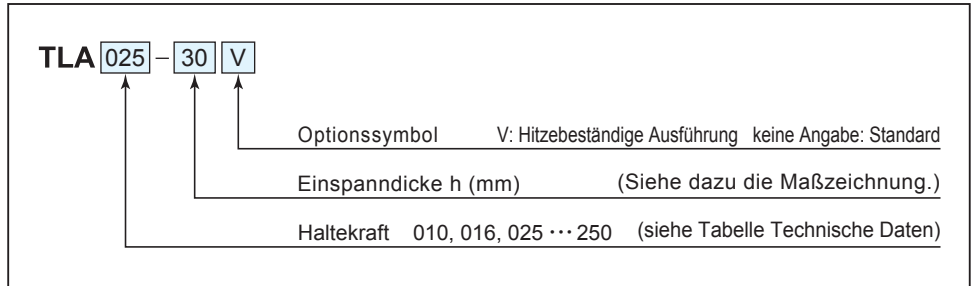 TLA 025 – 30 V
Optionssymbol V: Hitzebeständige Ausführung keine Angabe: Standard
Einspanndicke h (mm) (Siehe dazu die Maßzeichnung.)
Haltekraft 010, 016, 025 ··· 250 (siehe Tabelle Technische Daten)